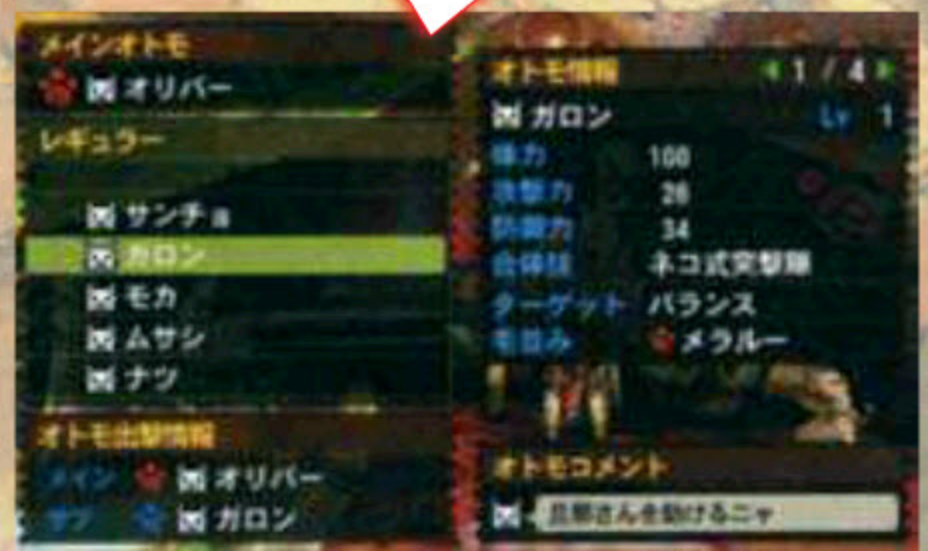 メインオトモ
オリバー
レギュラー
サンチョ
ガロン
モカ
ムサシ
ナツ
オトモ出撃情報
メイン オリバー
サブ ガロン
オトモ情報 1 / 4
ガロン Lv 1
体力 100
攻撃力 28
防御力 34
合体技 ネコ式突撃隊
ターゲット バランス
毛並み メラルー
オトモコメント
旦那さんを助けるニャ